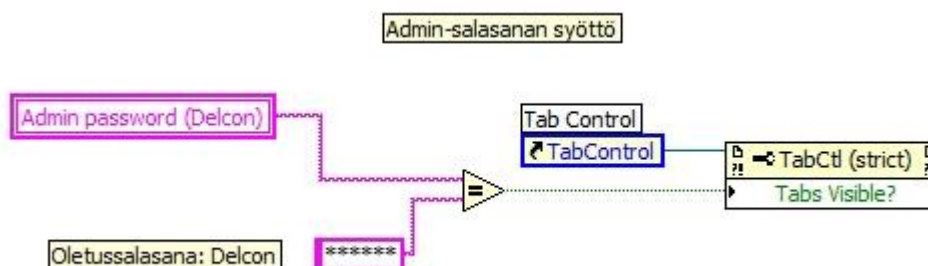 Admin-salasanan syöttö
Admin password (Delcon)
Tab Control
TabControl
TabCtl (strict)
=
Tabs Visible?
Oletussalasana: Delcon
******